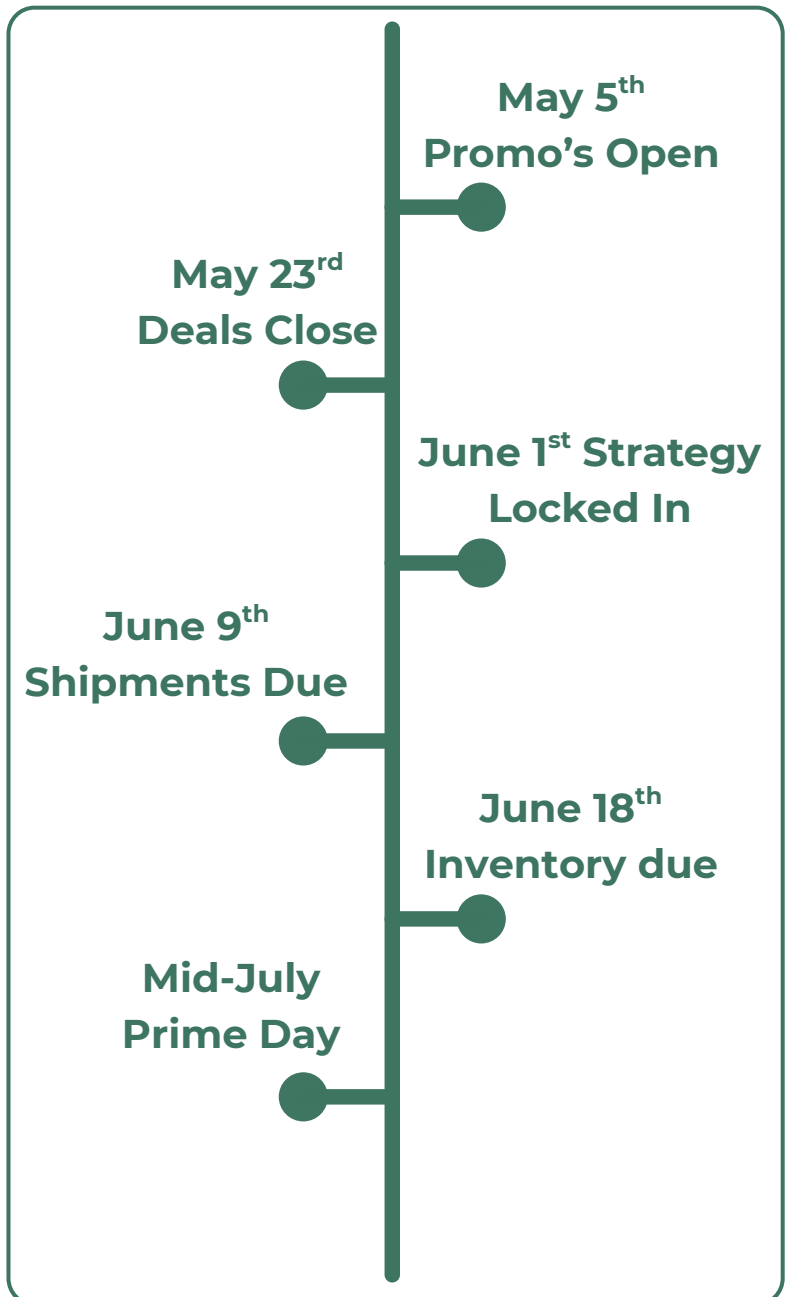 May 5th
Promo’s Open
May 23rd
Deals Close
June 1st Strategy
Locked In
June 9th
Shipments Due
June 18th
Inventory due
Mid-July
Prime Day